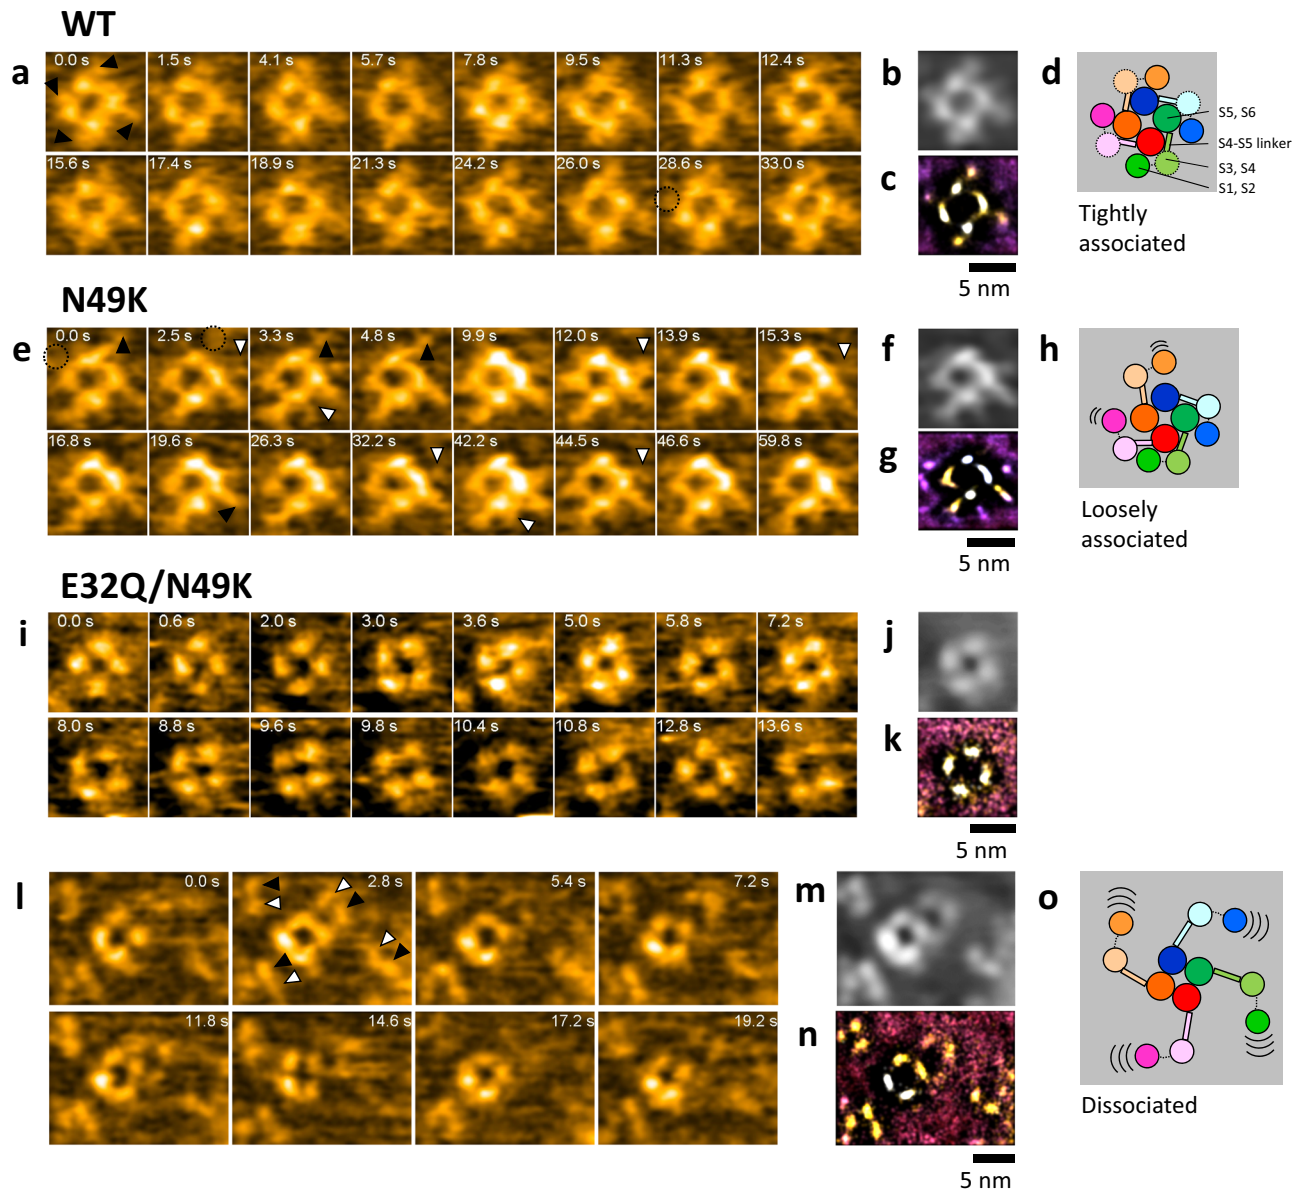 WT
a
0.0 s 1.5 s 4.1 s 5.7 s 7.8 s 9.5 s 11.3 s 12.4 s
15.6 s 17.4 s 18.9 s 21.3 s 24.2 s 26.0 s 28.6 s 33.0 s
b
c
5 nm
d
S5, S6
S4-S5 linker
S3, S4
S1, S2
Tightly
associated
N49K
e
0.0 s 2.5 s 3.3 s 4.8 s 9.9 s 12.0 s 13.9 s 15.3 s
16.8 s 19.6 s 26.3 s 32.2 s 42.2 s 44.5 s 46.6 s 59.8 s
f
g
5 nm
h
Loosely
associated
E32Q/N49K
i
0.0 s 0.6 s 2.0 s 3.0 s 3.6 s 5.0 s 5.8 s 7.2 s
8.0 s 8.8 s 9.6 s 9.8 s 10.4 s 10.8 s 12.8 s 13.6 s
j
k
5 nm
l
0.0 s 2.8 s 5.4 s 7.2 s
11.8 s 14.6 s 17.2 s 19.2 s
m
n
5 nm
o
Dissociated